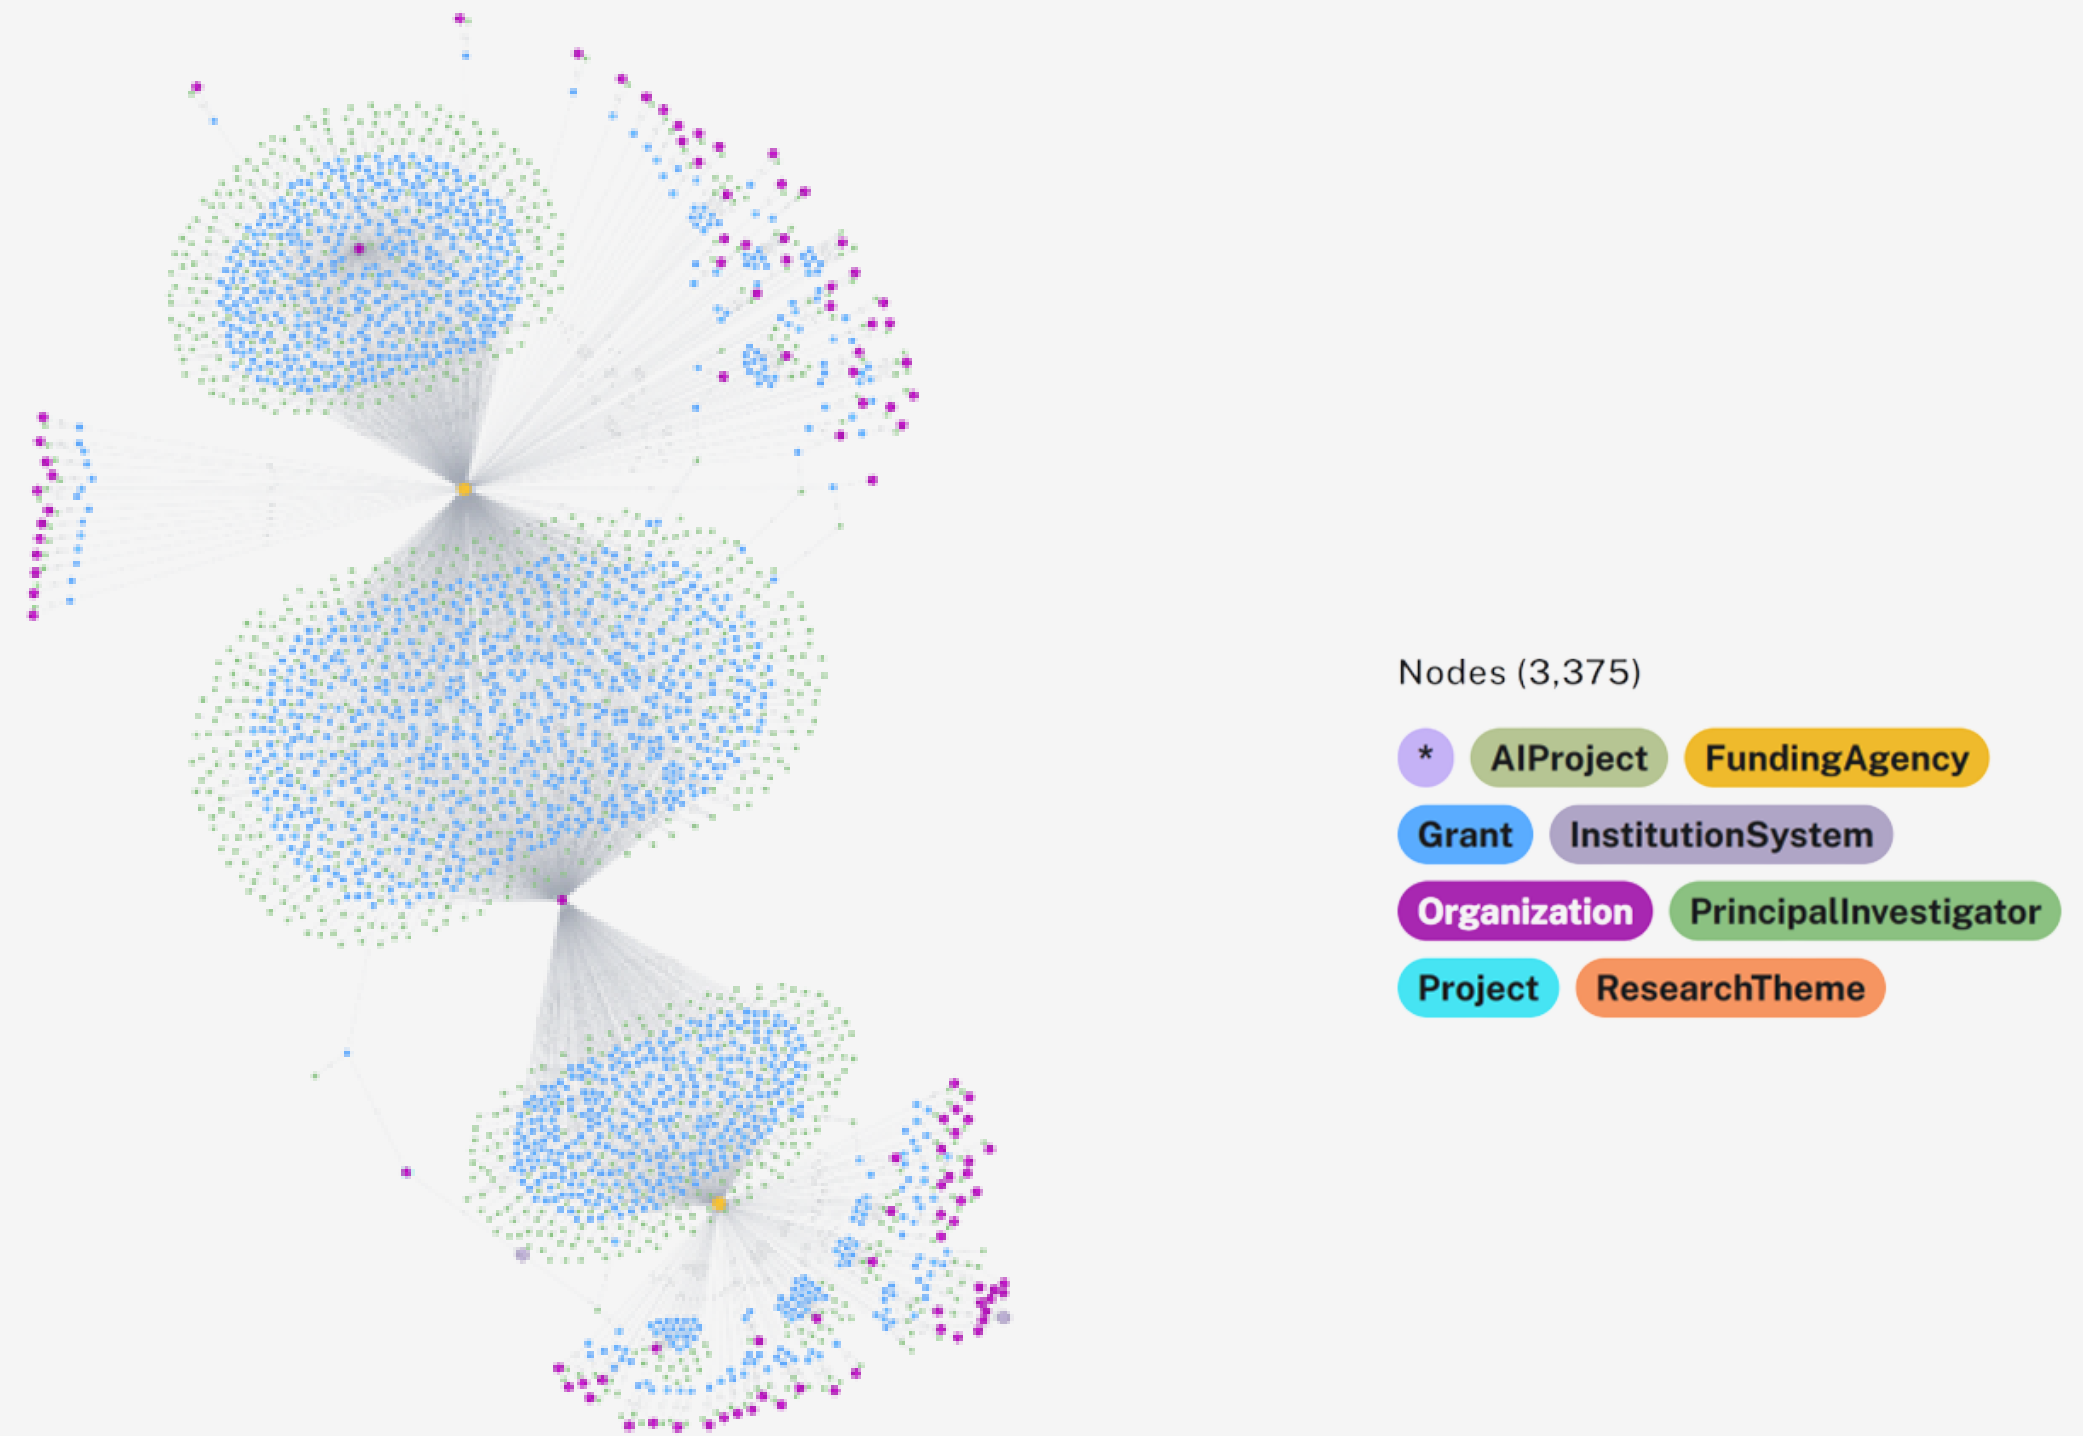 Nodes (3,375)
* AIProject FundingAgency
Grant InstitutionSystem
Organization PrincipalInvestigator
Project ResearchTheme